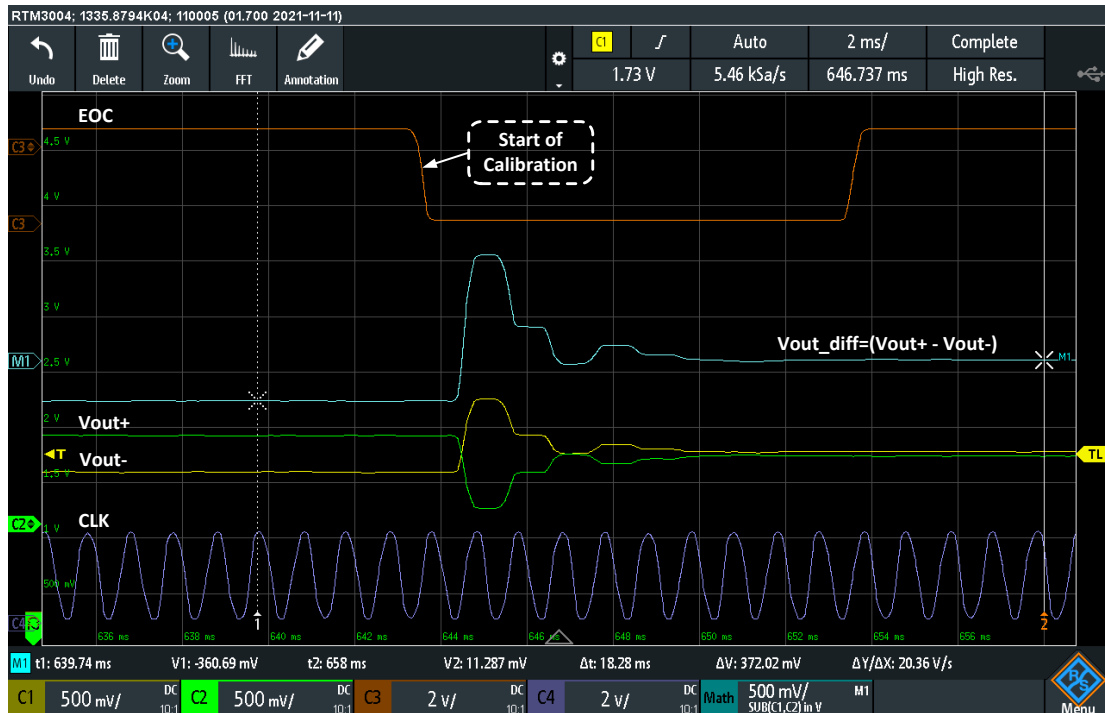 RTM3004; 1335.8794K04; 110005 (01.700 2021-11-11)
Undo Delete Zoom FFT Annotation
C1 Auto 2 ms/ Complete
1.73 V 5.46 kSa/s 646.737 ms High Res.
EOC
C3 4.5 V
Start of
Calibration
4 V
C3
3.5 V
3 V
Vout_diff=(Vout+ - Vout-)
M1 2.5 V M1
2 V
Vout+
T TL
Vout-
1.5 V
CLK
C2 1 V
500 mV
C4 1 2
636 ms 638 ms 640 ms 642 ms 644 ms 646 ms 648 ms 650 ms 652 ms 654 ms 656 ms
M1 t1: 639.74 ms V1: -360.69 mV t2: 658 ms V2: 11.287 mV Δt: 18.28 ms ΔV: 372.02 mV ΔY/ΔX: 20.36 V/s
C1 500 mV/ DC 10:1 C2 500 mV/ DC 10:1 C3 2 V/ DC 10:1 C4 2 V/ DC 10:1 Math 500 mV/ M1
SUB(C1,C2) in V
R&S
Menu